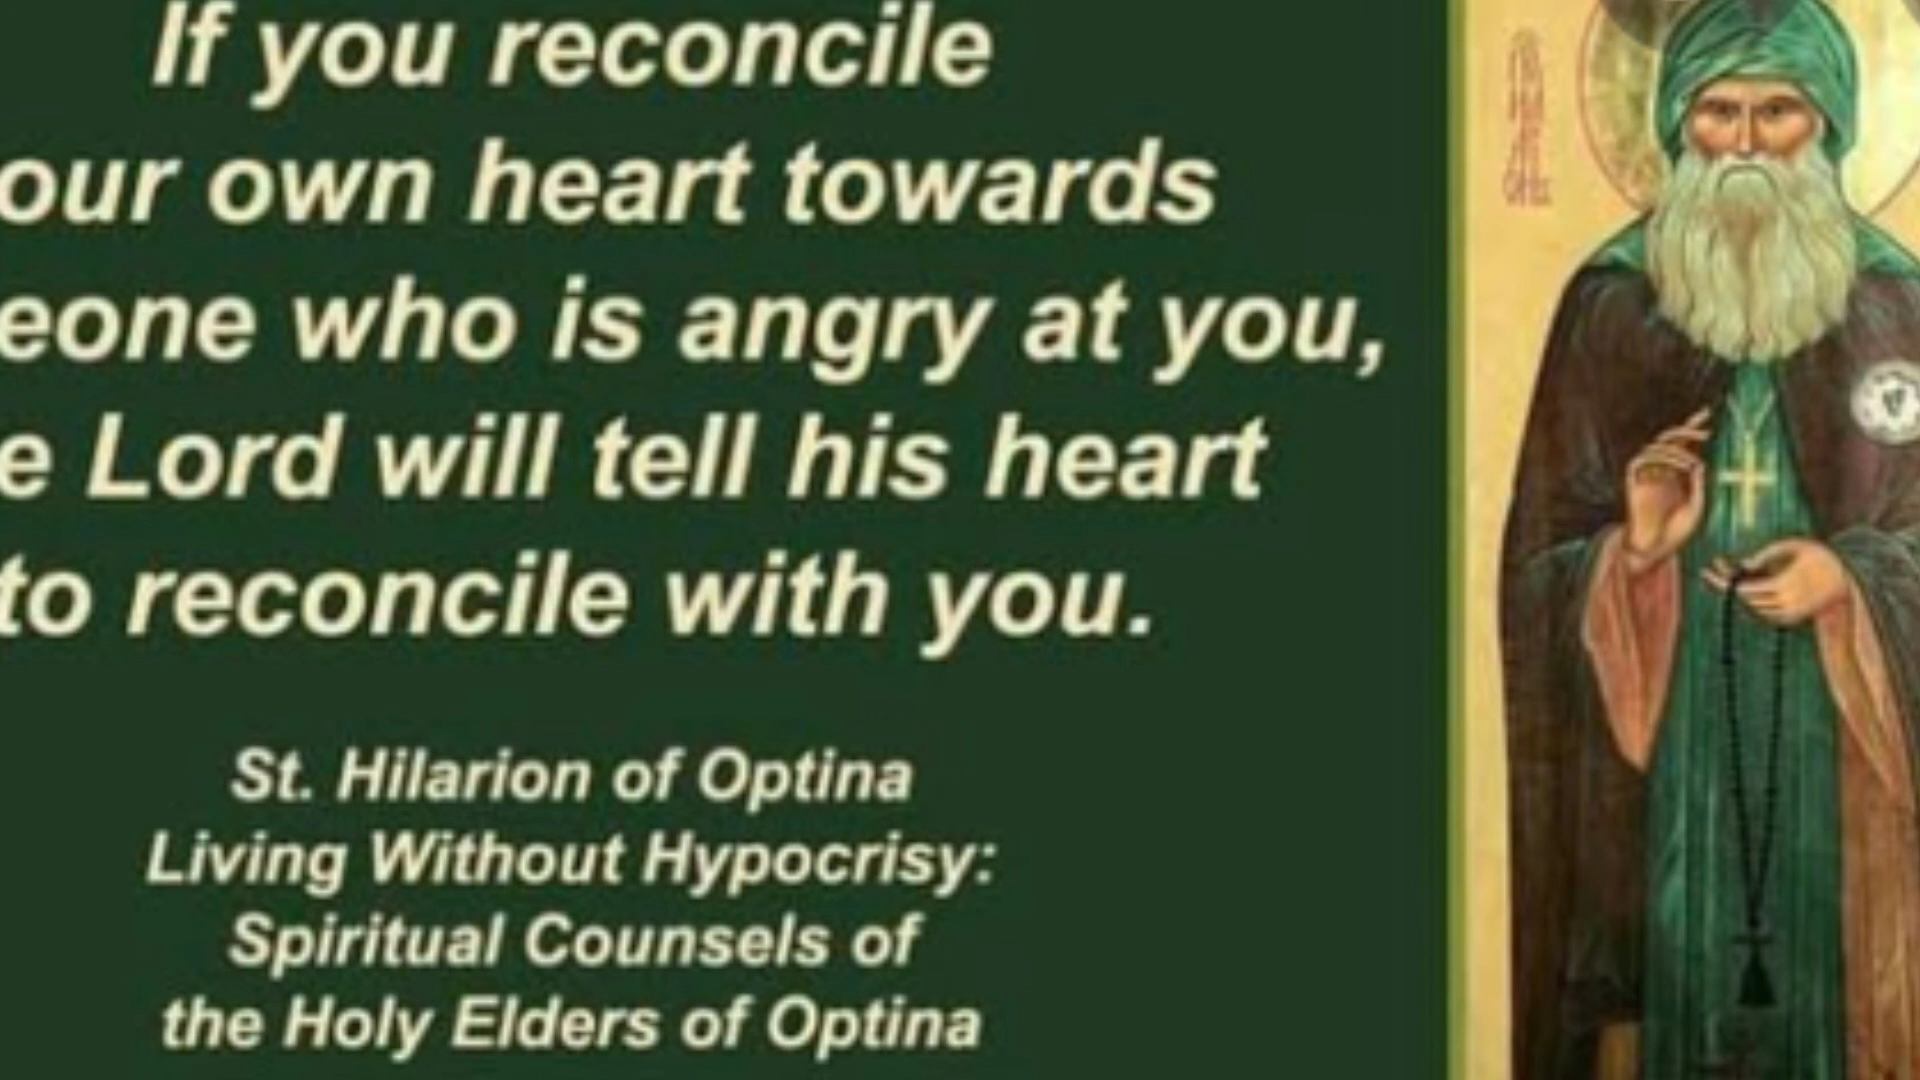 If you reconcile
our own heart towards
eone who is angry at you,
e Lord will tell his heart
to reconcile with you.
St. Hilarion of Optina
Living Without Hypocrisy:
Spiritual Counsels of
the Holy Elders of Optina